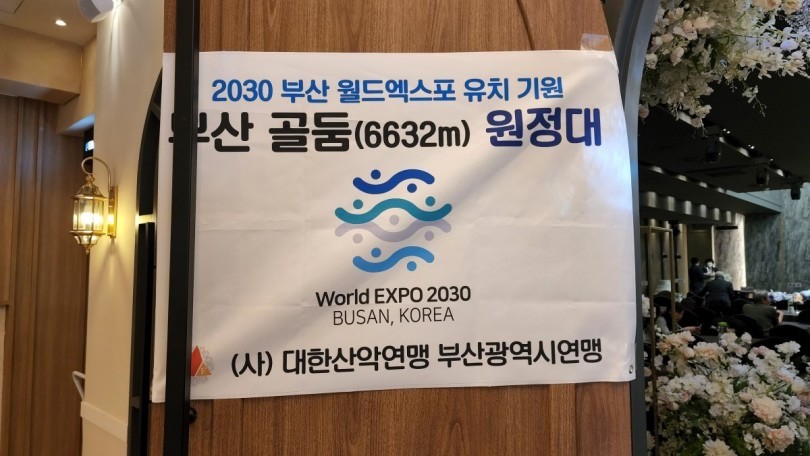 2030 부산 월드엑스포 유치 기원
부산 골둠(6632m) 원정대
World EXPO 2030
BUSAN, KOREA
(사) 대한산악연맹 부산광역시연맹